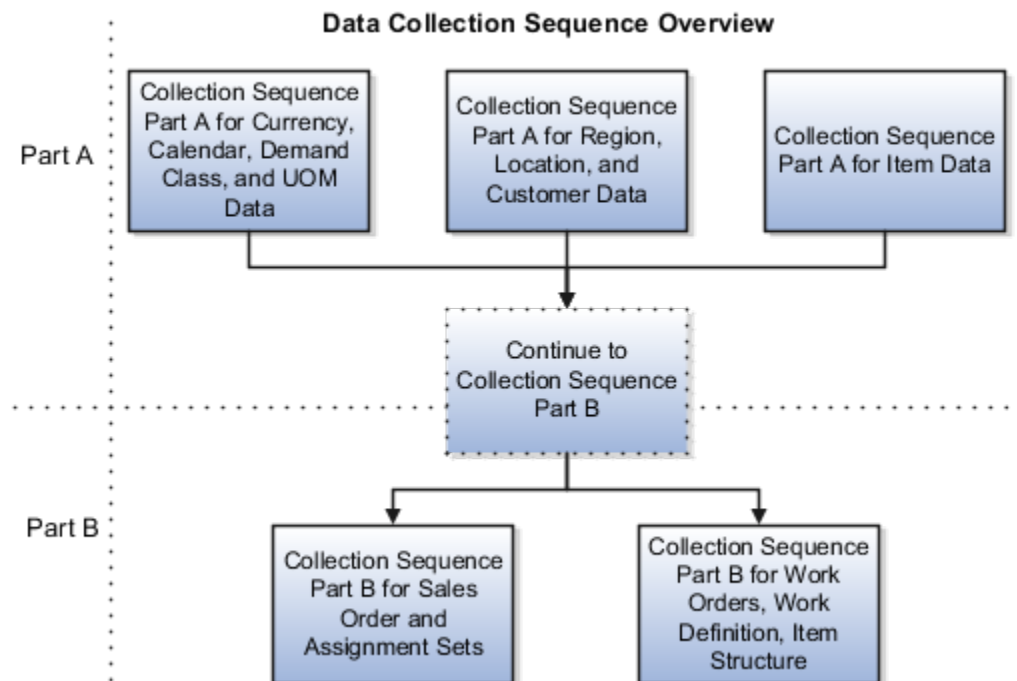 Data Collection Sequence Overview
Part A
Collection Sequence
Part A for Currency,
Calendar, Demand
Class, and UOM
Data
Collection Sequence
Part A for Region,
Location, and
Customer Data
Collection Sequence
Part A for Item Data
Continue to
Collection Sequence
Part B
Part B
Collection Sequence
Part B for Sales
Order and
Assignment Sets
Collection Sequence
Part B for Work
Orders, Work
Definition, Item
Structure